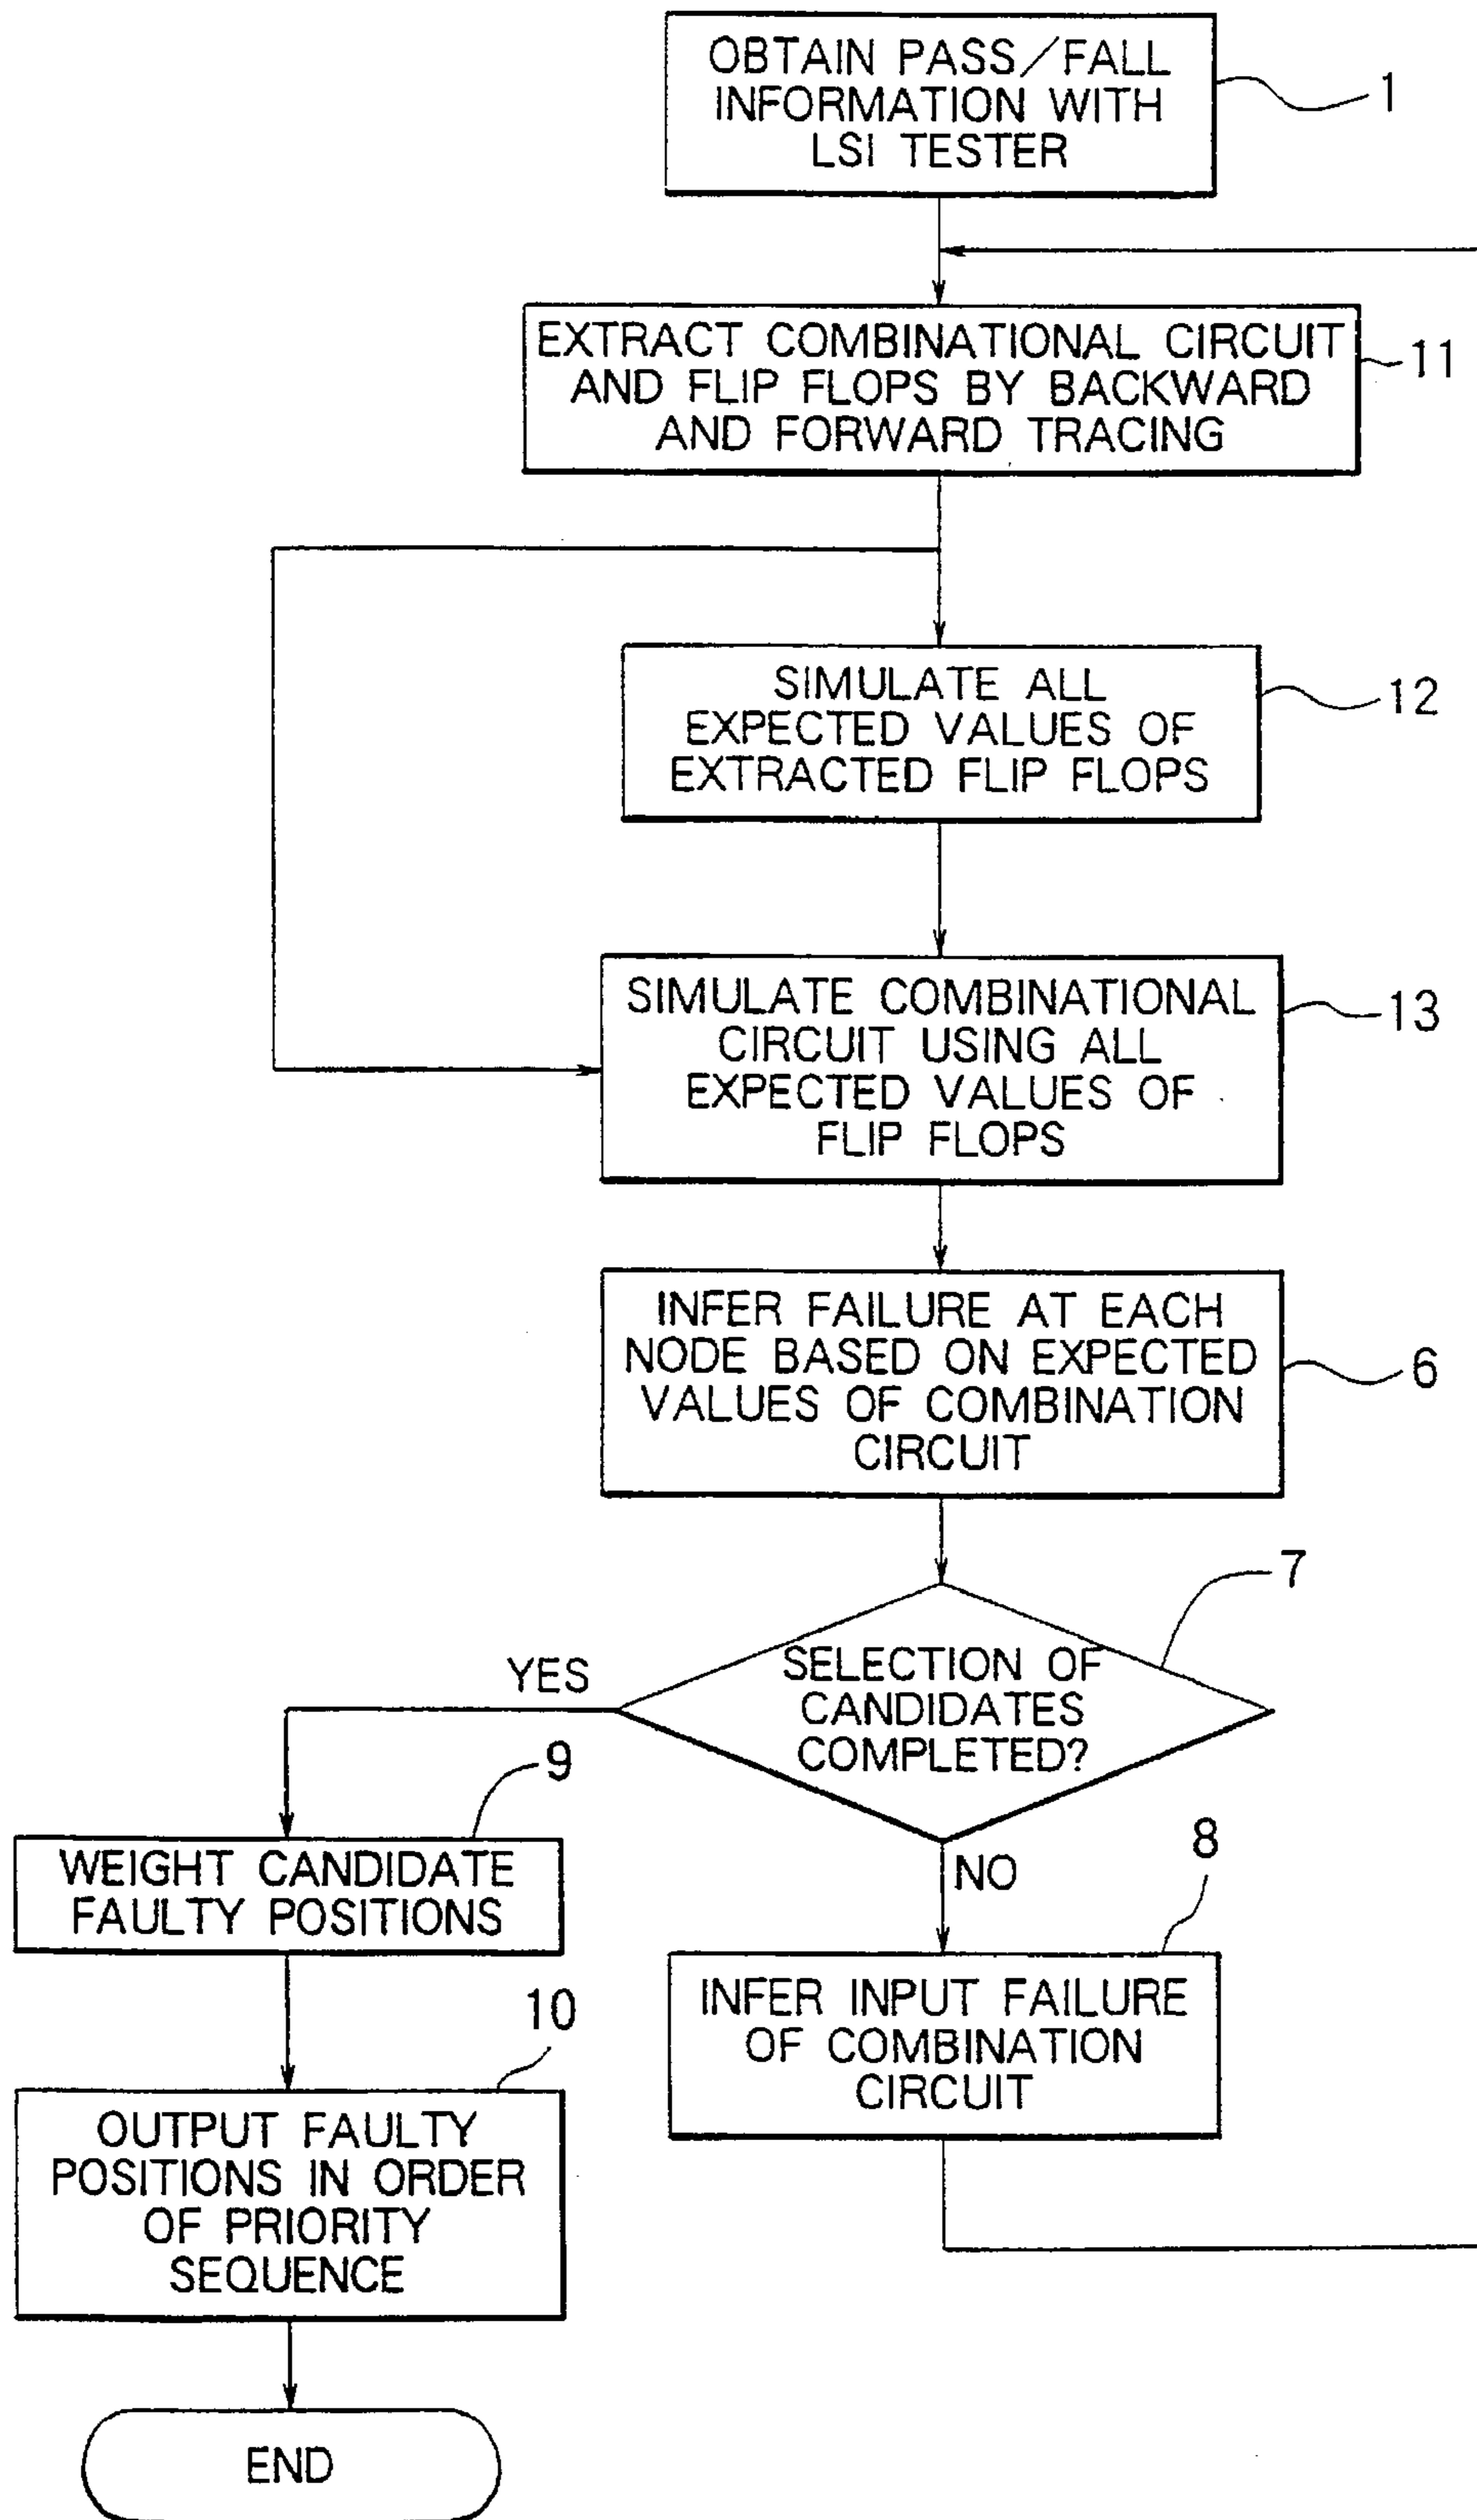 OBTAIN PASS/FALL
INFORMATION WITH
LSI TESTER
1
EXTRACT COMBINATIONAL CIRCUIT
AND FLIP FLOPS BY BACKWARD
AND FORWARD TRACING
11
SIMULATE ALL
EXPECTED VALUES OF
EXTRACTED FLIP FLOPS
12
SIMULATE COMBINATIONAL
CIRCUIT USING ALL
EXPECTED VALUES OF
FLIP FLOPS
13
INFER FAILURE AT EACH
NODE BASED ON EXPECTED
VALUES OF COMBINATION
CIRCUIT
6
7
SELECTION OF
CANDIDATES
COMPLETED?
YES
NO
9
WEIGHT CANDIDATE
FAULTY POSITIONS
8
INFER INPUT FAILURE
OF COMBINATION
CIRCUIT
10
OUTPUT FAULTY
POSITIONS IN ORDER
OF PRIORITY
SEQUENCE
END